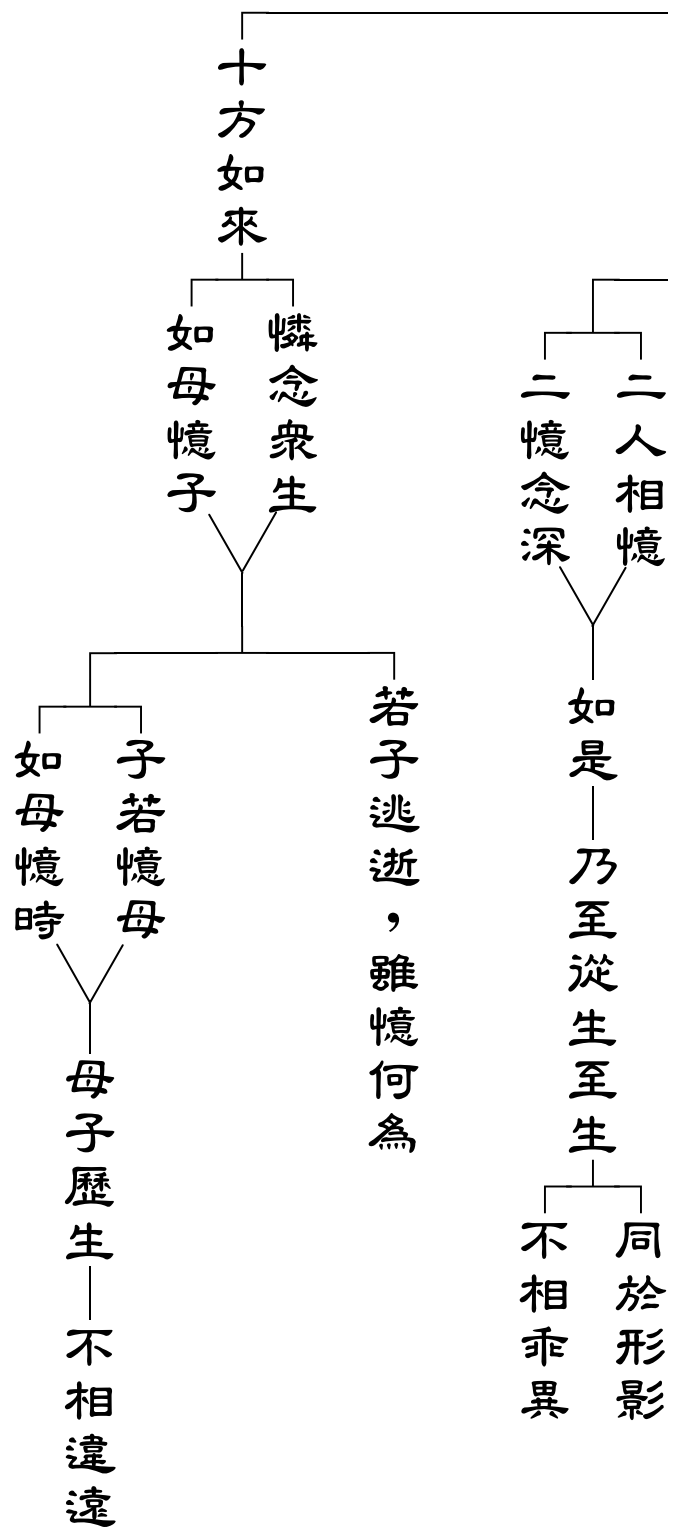 二人相憶
二憶念深
如是
乃至從生至生
同於形影
不相乖異
十方如來
憐念衆生
如母憶子
若子逃逝，雖憶何為
子若憶母
如母憶時
母子歷生
不相違遠